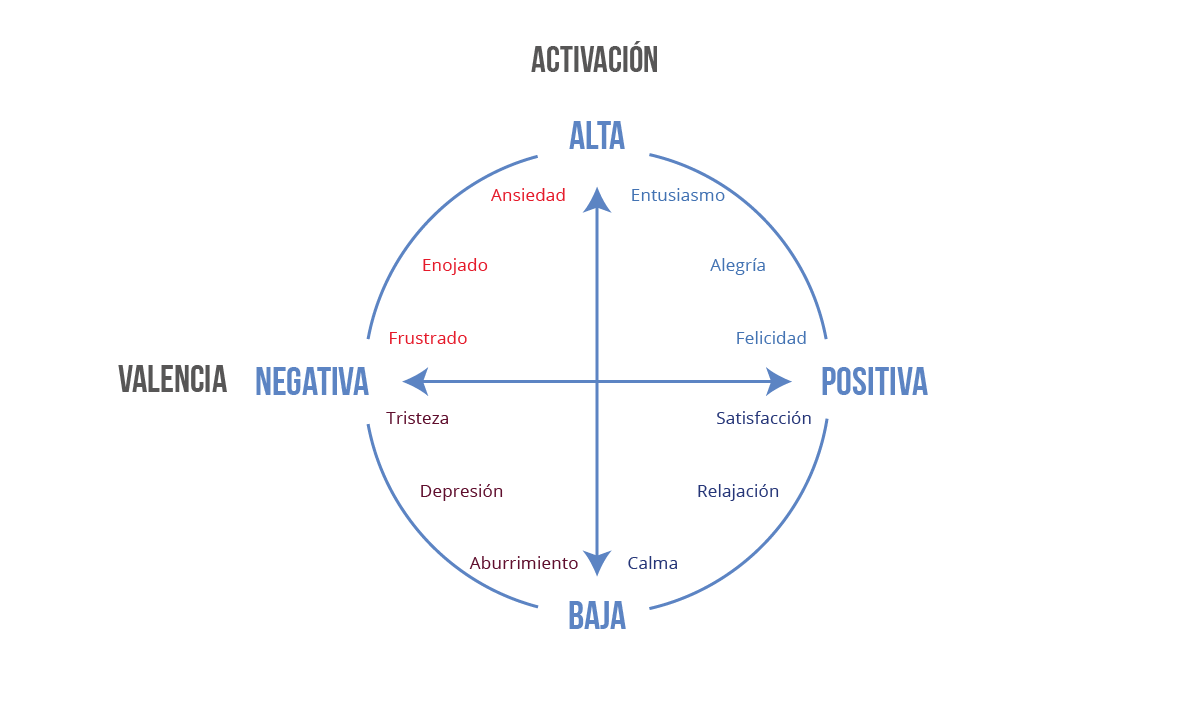 ACTIVACIÓN
ALTA
Ansiedad Entusiasmo
Enojado Alegría
Frustrado Felicidad
VALENCIA NEGATIVA POSITIVA
Tristeza Satisfacción
Depresión Relajación
Aburrimiento Calma
BAJA